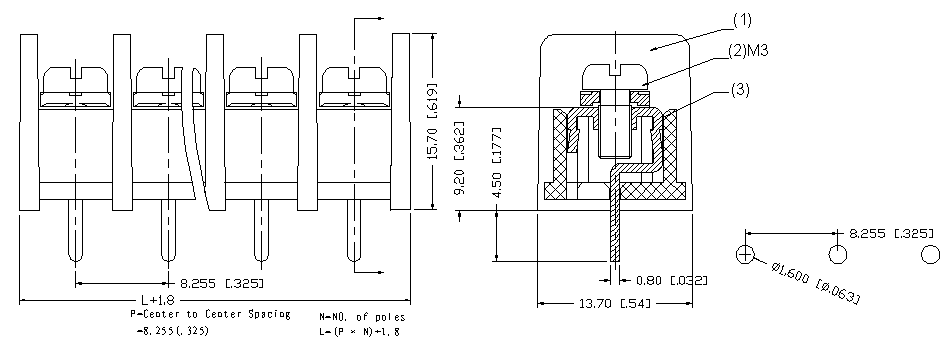 (1)
(2)M3
(3)
15.70 [.619]
9.20 [.362]
4.50 [.177]
8.255 [.325]
L+1.8
P=Center to Center Spacing
=8.255(.325)
N=NO. of poles
L=(P × N)+1.8
0.80 [.032]
13.70 [.54]
8.255 [.325]
Ø1.600 [Ø.063]